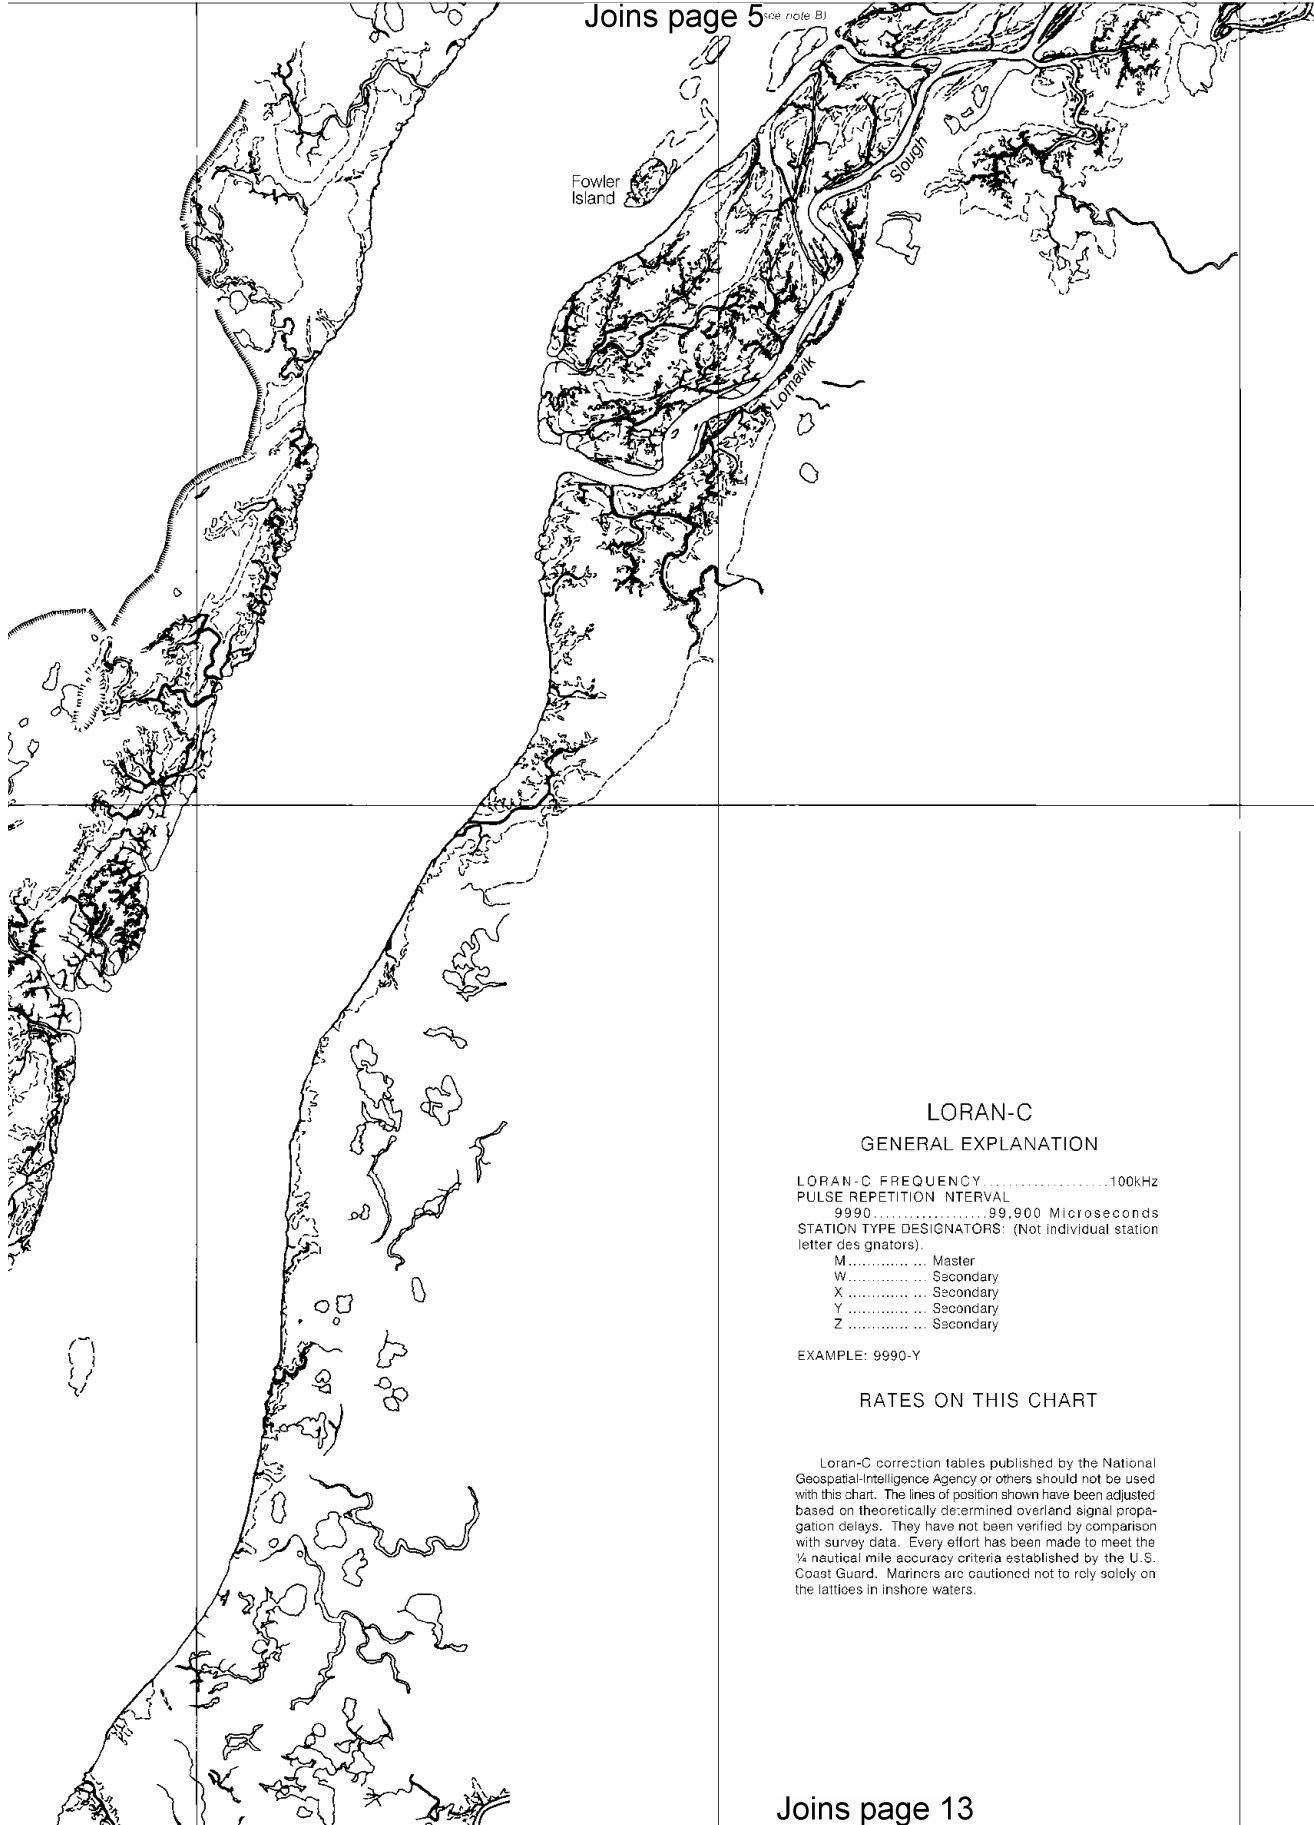 Joins page 5
see note B)
Fowler
Island
Slough
Lomavik
LORAN-C
GENERAL EXPLANATION
LORAN-C FREQUENCY....................100kHz
PULSE REPETITION NTERVAL
9990..................99,900 Microseconds
STATION TYPE DESIGNATORS: (Not individual station
letter des gnators).
M ............. ... Master
W ............. ... Secondary
X ............. ... Secondary
Y ............. ... Secondary
Z ............. ... Secondary
EXAMPLE: 9990-Y
RATES ON THIS CHART
Loran-C correction tables published by the National
Geospatial-Intelligence Agency or others should not be used
with this chart. The lines of position shown have been adjusted
based on theoretically determined overland signal propa-
gation delays. They have not been verified by comparison
with survey data. Every effort has been made to meet the
¼ nautical mile accuracy criteria established by the U.S.
Coast Guard. Mariners are cautioned not to rely solely on
the lattices in inshore waters.
Joins page 13